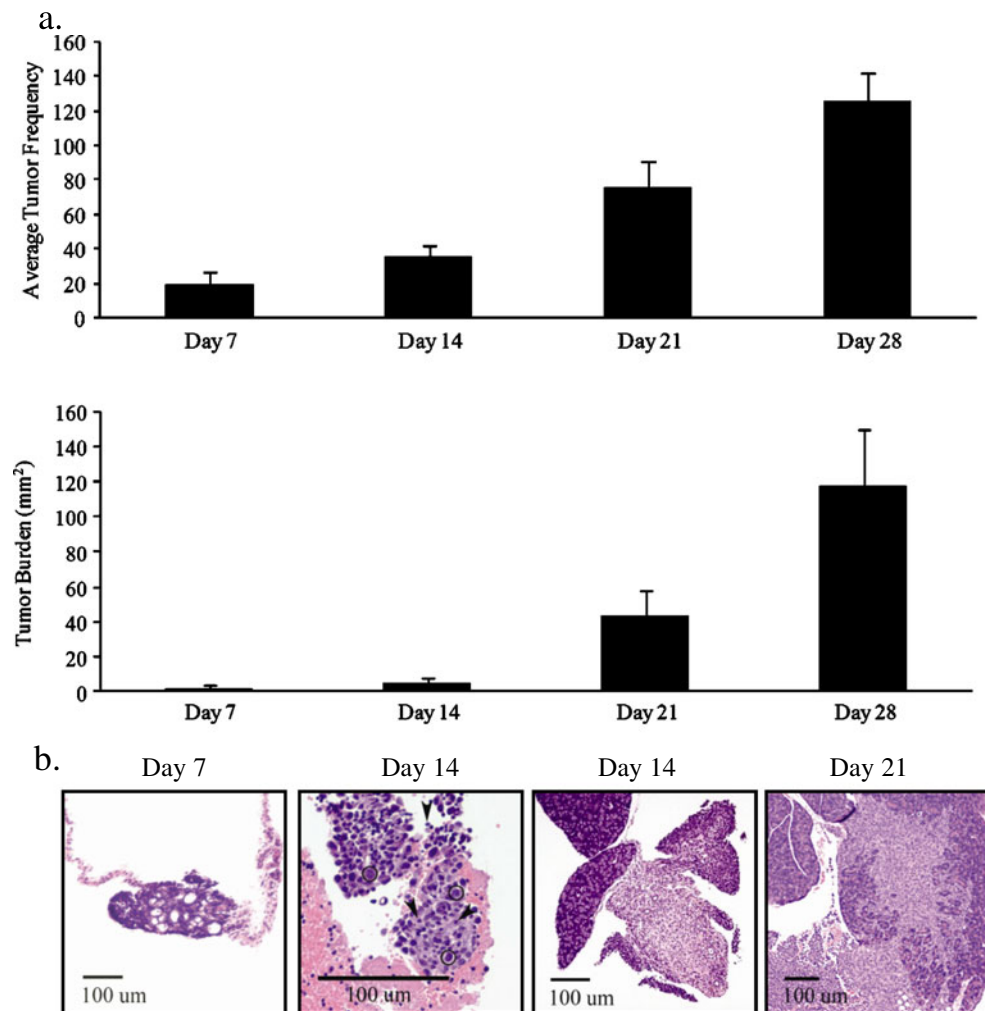 a.
160
140
120
100
80
60
40
20
0
Average Tumor Frequency
Day 7 Day 14 Day 21 Day 28
160
140
120
100
80
60
40
20
0
Tumor Burden (mm²)
Day 7 Day 14 Day 21 Day 28
b.
Day 7 Day 14 Day 14 Day 21
100 um 100 um 100 um 100 um